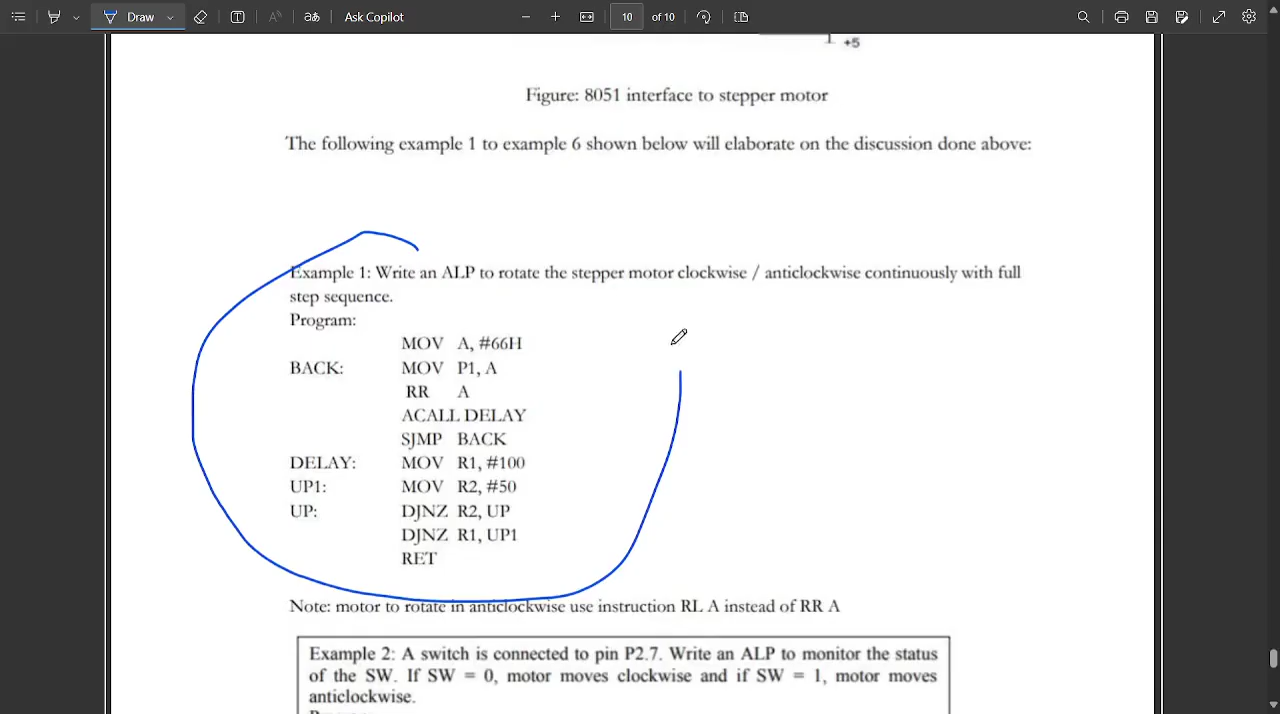 Draw
Ask Copilot
10 of 10
+5
Figure: 8051 interface to stepper motor
The following example 1 to example 6 shown below will elaborate on the discussion done above:
Example 1: Write an ALP to rotate the stepper motor clockwise / anticlockwise continuously with full
step sequence.
Program:
MOV A, #66H
BACK: MOV P1, A
RR A
ACALL DELAY
SJMP BACK
DELAY: MOV R1, #100
UP1: MOV R2, #50
UP: DJNZ R2, UP
DJNZ R1, UP1
RET
Note: motor to rotate in anticlockwise use instruction RL A instead of RR A
Example 2: A switch is connected to pin P2.7. Write an ALP to monitor the status
of the SW. If SW = 0, motor moves clockwise and if SW = 1, motor moves
anticlockwise.